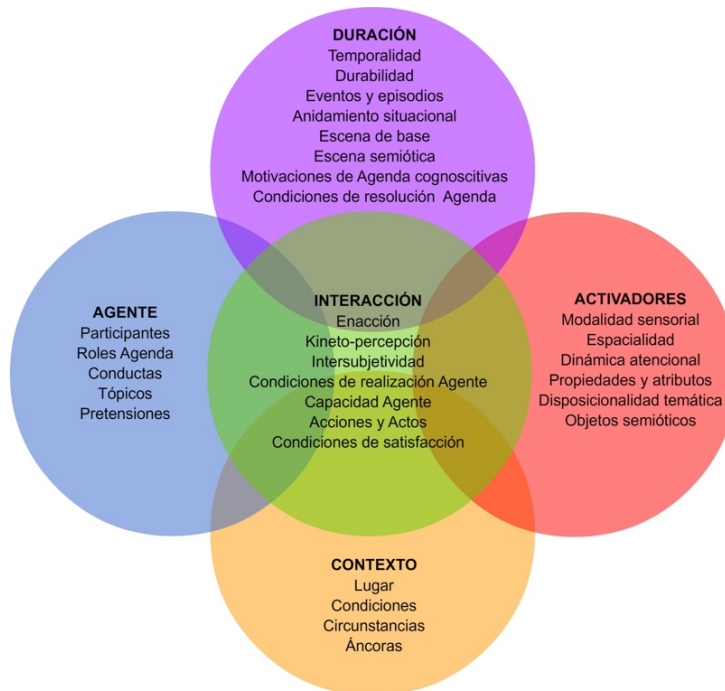 DURACIÓN
Temporalidad
Durabilidad
Eventos y episodios
Anidamiento situacional
Escena de base
Escena semiótica
Motivaciones de Agenda cognoscitivas
Condiciones de resolución Agenda
AGENTE
Participantes
Roles Agenda
Conductas
Tópicos
Pretensiones
INTERACCIÓN
Enacción
Kineto-percepción
Intersubjetividad
Condiciones de realización Agente
Capacidad Agente
Acciones y Actos
Condiciones de satisfacción
ACTIVADORES
Modalidad sensorial
Espacialidad
Dinámica atencional
Propiedades y atributos
Disposicionalidad temática
Objetos semióticos
CONTEXTO
Lugar
Condiciones
Circunstancias
Áncoras